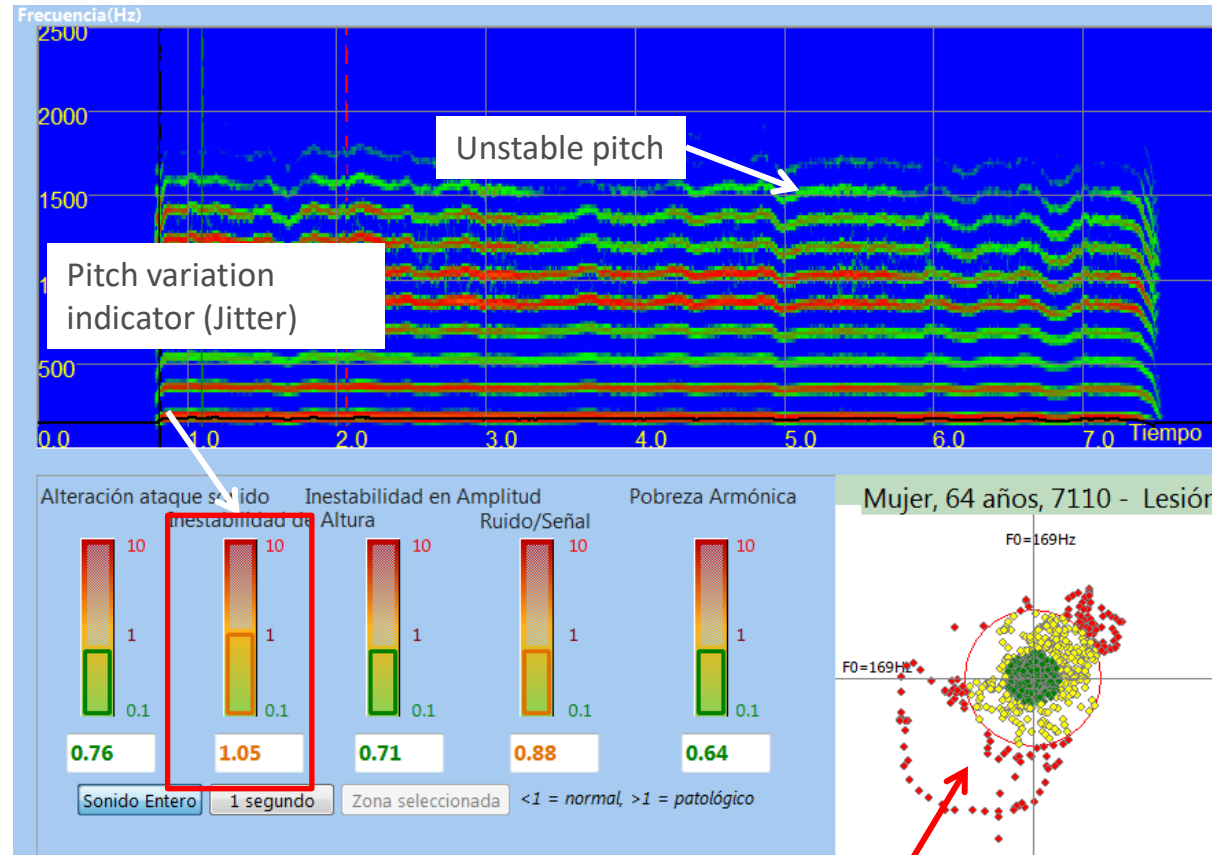 Frecuencia(Hz)
2500
2000
Unstable pitch
1500
Pitch variation
indicator (Jitter)
500
0.0 1.0 2.0 3.0 4.0 5.0 6.0 7.0 Tiempo
Alteración ataque sonido Inestabilidad en Amplitud Pobreza Armónica
Inestabilidad de Altura Ruido/Señal
10 10 10 10 10
1 1 1 1 1
0.1 0.1 0.1 0.1 0.1
0.76 1.05 0.71 0.88 0.64
Sonido Entero 1 segundo Zona seleccionada <1 = normal, >1 = patológico
Mujer, 64 años, 7110 - Lesión
F0=169Hz
F0=169Hz